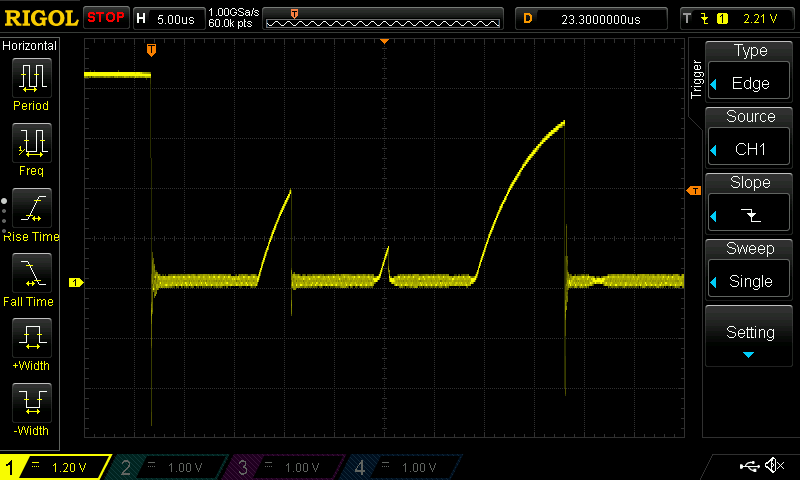 RIGOL STOP H 5.00us 1.00GSa/s 60.0k pts D 23.3000000us T 1 2.21 V
T
Horizontal
Period
Freq
Rise Time
Fall Time
+Width
-Width
T
1
T
Trigger
Type
Edge
Source
CH1
Slope
Sweep
Single
Setting
1 1.20 V 2 1.00 V 3 1.00 V 4 1.00 V